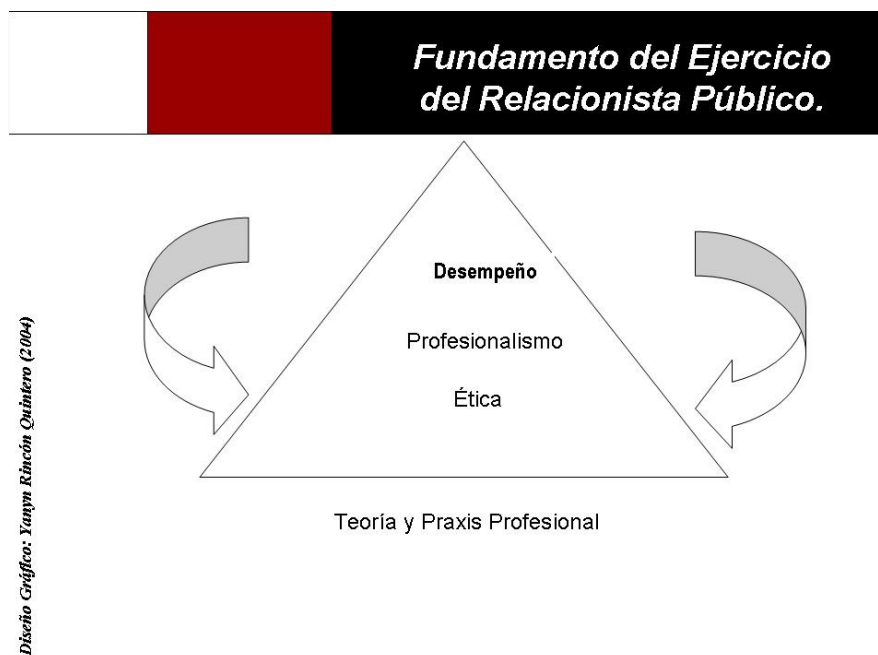 Fundamento del Ejercicio
del Relacionista Público.
Desempeño
Profesionalismo
Ética
Teoría y Praxis Profesional
Diseño Gráfico: Yanyn Rincón Quintero (2004)